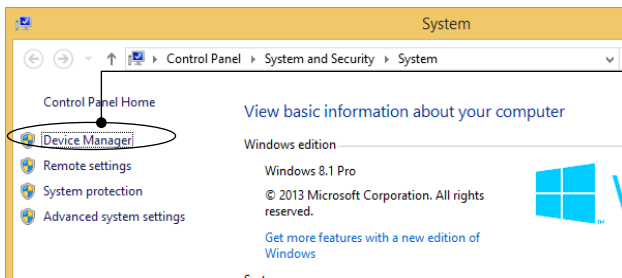 System
Control Panel System and Security System
Control Panel Home
Device Manager
Remote settings
System protection
Advanced system settings
View basic information about your computer
Windows edition
Windows 8.1 Pro
© 2013 Microsoft Corporation. All rights
reserved.
Get more features with a new edition of
Windows
TM